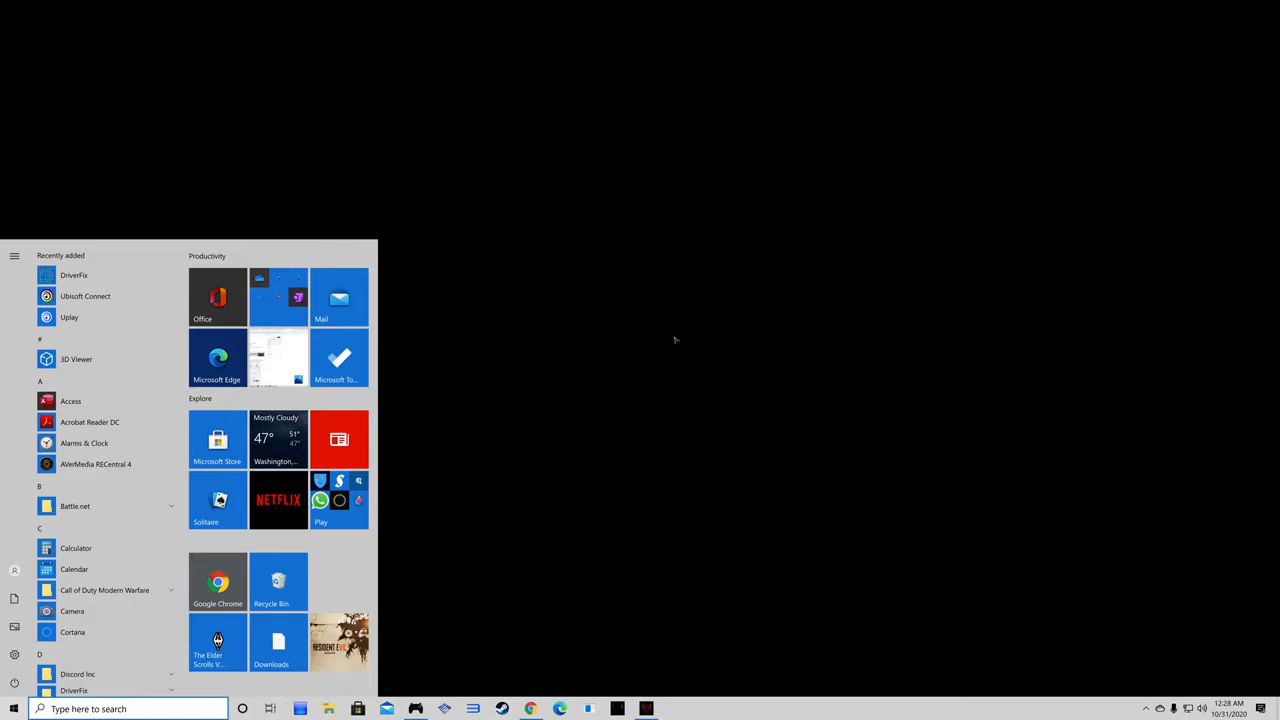 Recently added
DriverFix
Ubisoft Connect
Uplay
#
3D Viewer
A
Access
Acrobat Reader DC
Alarms & Clock
AVerMedia RECentral 4
B
Battle.net
C
Calculator
Calendar
Call of Duty Modern Warfare
Camera
Cortana
D
Discord Inc
DriverFix
Productivity
Office
Mail
Microsoft Edge
Microsoft To...
Explore
Microsoft Store
Mostly Cloudy
47° 51°
47°
Washington,...
Solitaire
NETFLIX
Play
Google Chrome
Recycle Bin
The Elder
Scrolls V...
Downloads
RESIDENT EVIL
Type here to search
12:28 AM
10/31/2020